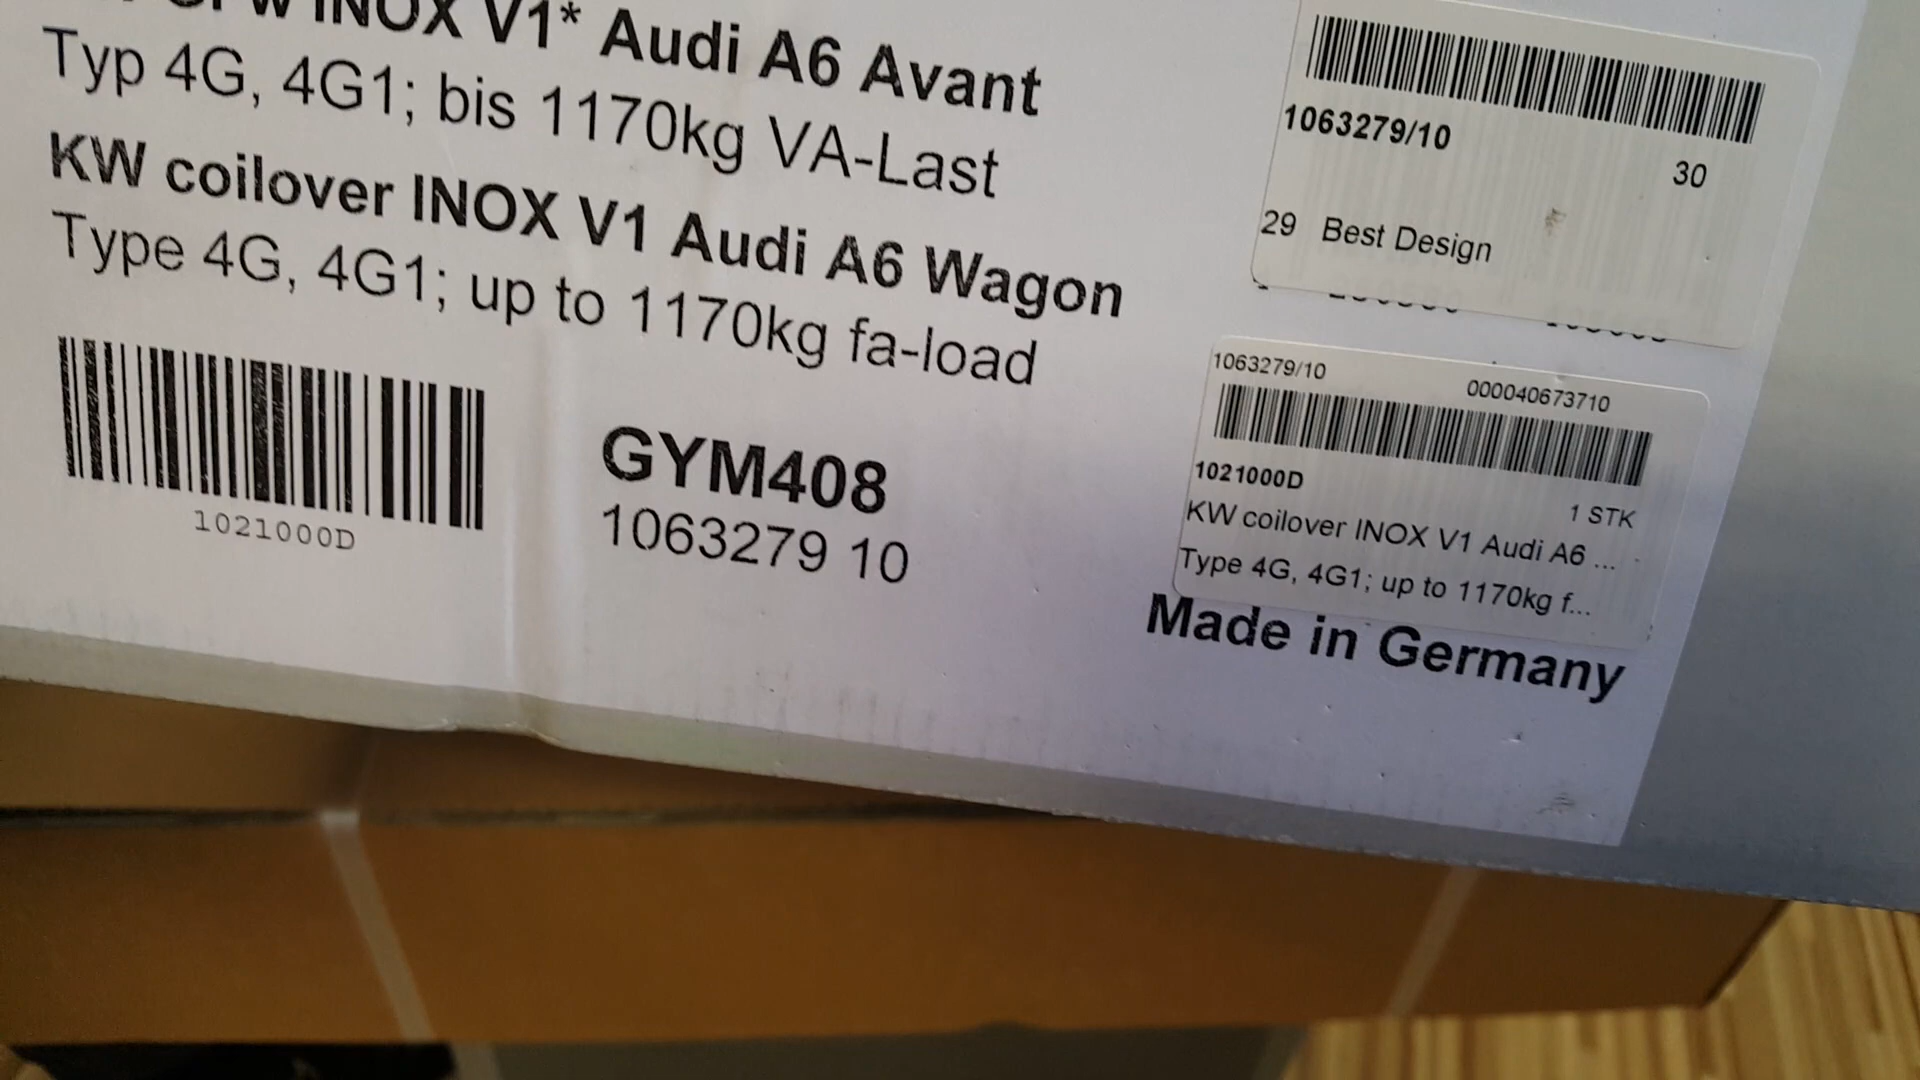 INOX V1* Audi A6 Avant
Typ 4G, 4G1; bis 1170kg VA-Last
KW coilover INOX V1 Audi A6 Wagon
Type 4G, 4G1; up to 1170kg fa-load
1021000D
GYM408
1063279 10
1063279/10
30
29 Best Design
1063279/10 000040673710
1021000D
1 STK
KW coilover INOX V1 Audi A6 ...
Type 4G, 4G1; up to 1170kg f...
Made in Germany